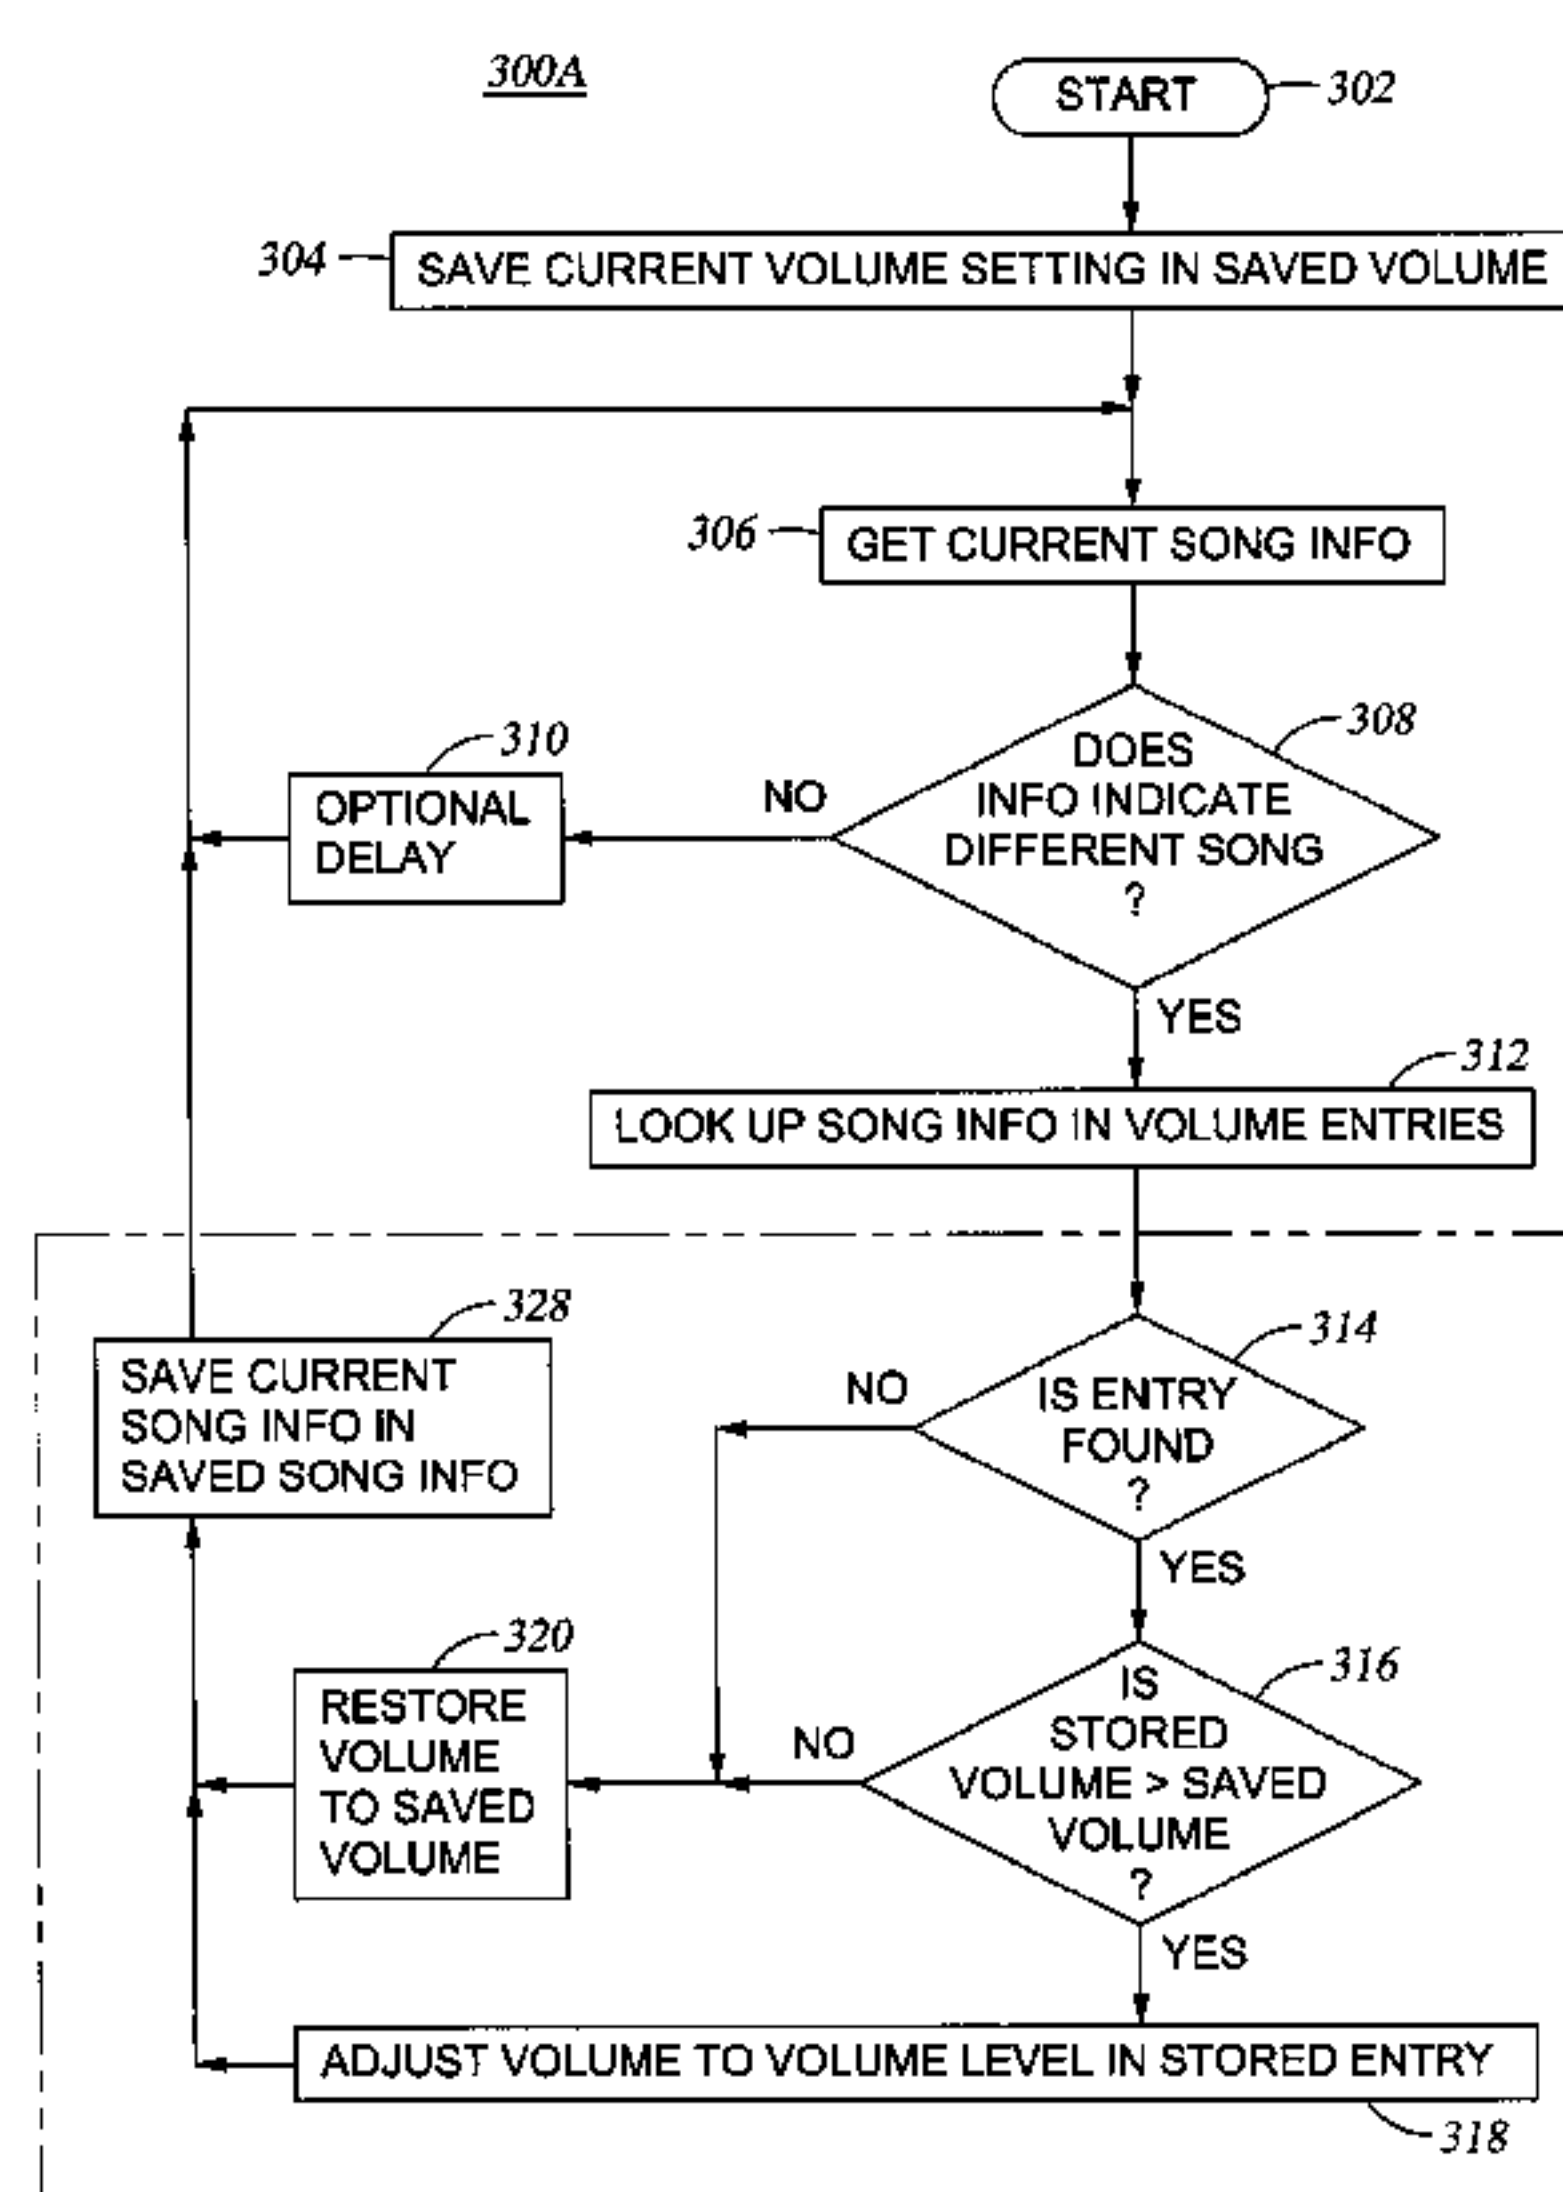 300A
START
302
304
SAVE CURRENT VOLUME SETTING IN SAVED VOLUME
306
GET CURRENT SONG INFO
308
DOES
INFO INDICATE
DIFFERENT SONG
?
NO
310
OPTIONAL
DELAY
YES
312
LOOK UP SONG INFO IN VOLUME ENTRIES
328
SAVE CURRENT
SONG INFO IN
SAVED SONG INFO
314
IS ENTRY
FOUND
?
NO
YES
320
RESTORE
VOLUME
TO SAVED
VOLUME
316
IS
STORED
VOLUME > SAVED
VOLUME
?
NO
YES
ADJUST VOLUME TO VOLUME LEVEL IN STORED ENTRY
318